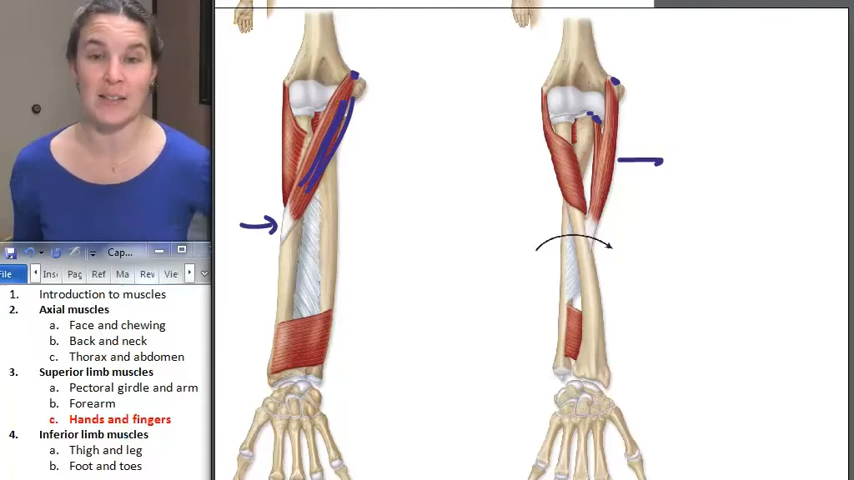 Cap...
File
Ins
Paç
Ref
Ma
Rev
Vie
1. Introduction to muscles
2. Axial muscles
a. Face and chewing
b. Back and neck
c. Thorax and abdomen
3. Superior limb muscles
a. Pectoral girdle and arm
b. Forearm
c. Hands and fingers
4. Inferior limb muscles
a. Thigh and leg
b. Foot and toes